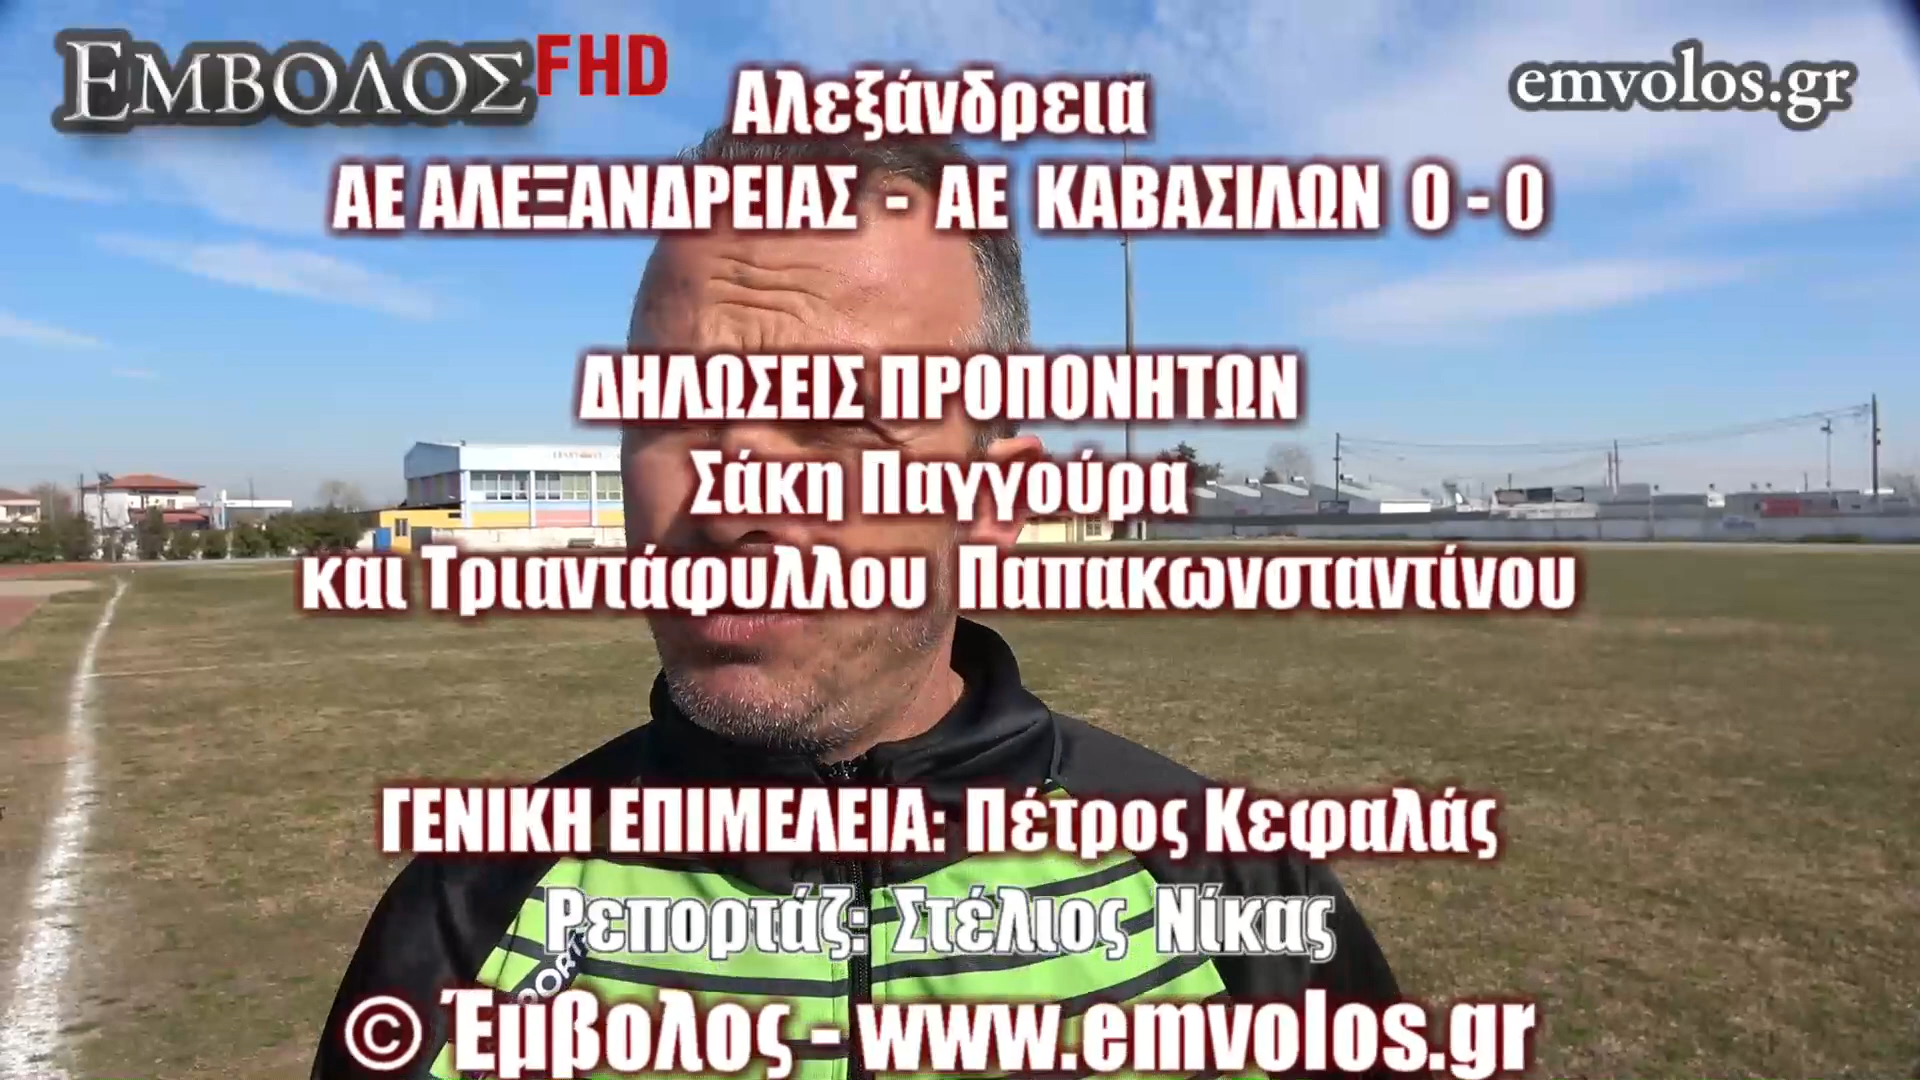 ΕΜΒΟΛΟΣ FHD
emvolos.gr
Αλεξάνδρεια
ΑΕ ΑΛΕΞΑΝΔΡΕΙΑΣ - ΑΕ ΚΑΒΑΣΙΛΩΝ 0 - 0
ΔΗΛΩΣΕΙΣ ΠΡΟΠΟΝΗΤΩΝ
Σάκη Παγγούρα
και Τριαντάφυλλου Παπακωνσταντίνου
ΓΕΝΙΚΗ ΕΠΙΜΕΛΕΙΑ: Πέτρος Κεφαλάς
Ρεπορτάζ: Στέλιος Νίκας
© Έμβολος - www.emvolos.gr